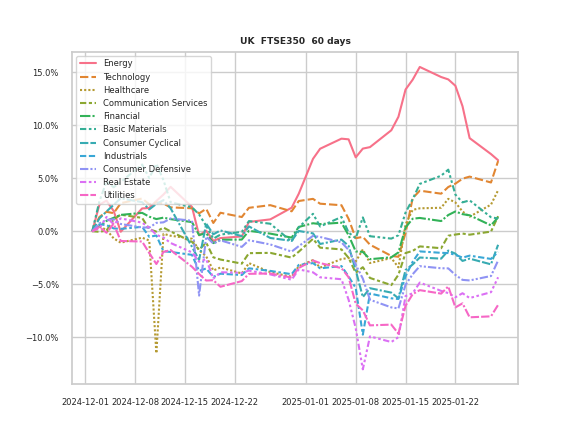 UK  FTSE350  60 days
15.0%
10.0%
5.0%
0.0%
−5.0%
−10.0%
Energy
Technology
Healthcare
Communication Services
Financial
Basic Materials
Consumer Cyclical
Industrials
Consumer Defensive
Real Estate
Utilities
2024-12-01 2024-12-08 2024-12-15 2024-12-22 2025-01-01 2025-01-08 2025-01-15 2025-01-22